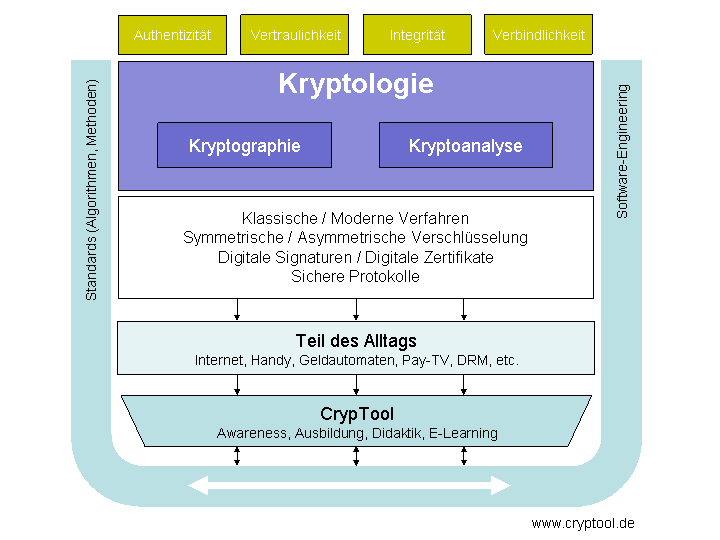 Authentizität
Vertraulichkeit
Integrität
Verbindlichkeit
Kryptologie
Kryptographie
Kryptoanalyse
Standards (Algorithmen, Methoden)
Software-Engineering
Klassische / Moderne Verfahren
Symmetrische / Asymmetrische Verschlüsselung
Digitale Signaturen / Digitale Zertifikate
Sichere Protokolle
Teil des Alltags
Internet, Handy, Geldautomaten, Pay-TV, DRM, etc.
CrypTool
Awareness, Ausbildung, Didaktik, E-Learning
www.cryptool.de